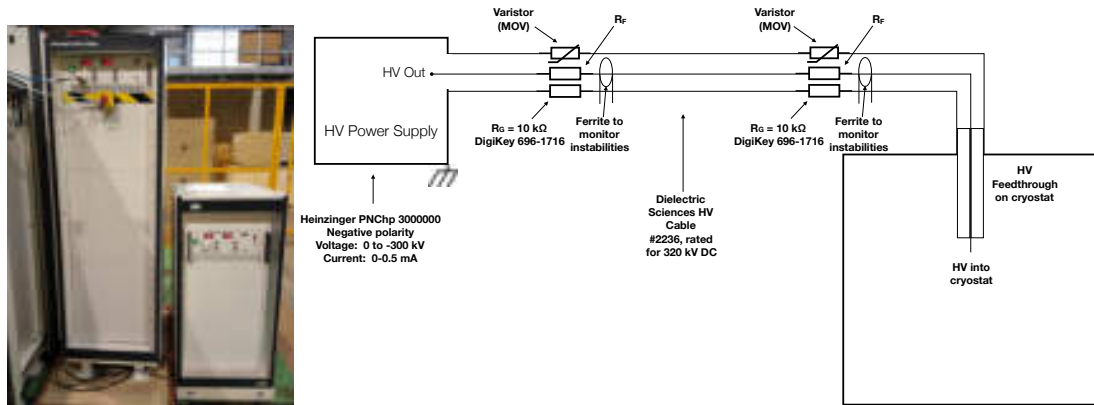 Varistor
(MOV)
RF
Varistor
(MOV)
RF
HV Out
HV Power Supply
RG = 10 kΩ
DigiKey 696-1716
Ferrite to
monitor
instabilities
RG = 10 kΩ
DigiKey 696-1716
Ferrite to
monitor
instabilities
HV
Feedthrough
on cryostat
Heinzinger PNChp 3000000
Negative polarity
Voltage: 0 to -300 kV
Current: 0-0.5 mA
Dielectric
Sciences HV
Cable
#2236, rated
for 320 kV DC
HV into
cryostat